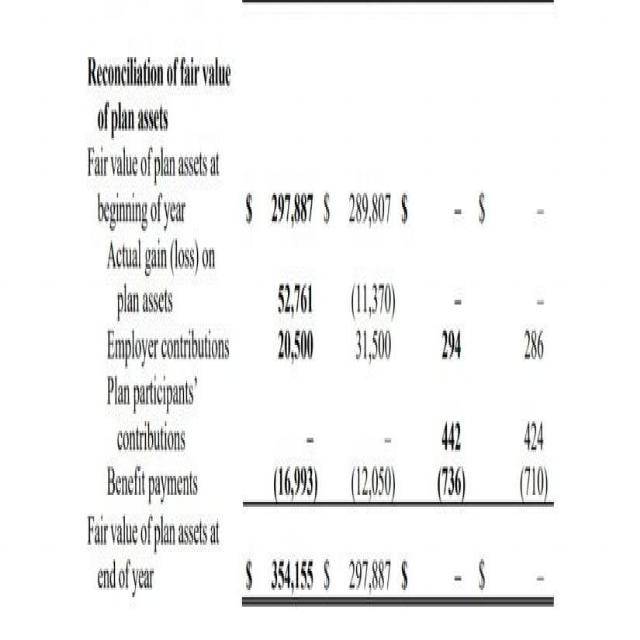 Reconciliation of fair value
of plan assets
Fair value of plan assets at
beginning of year $ 297,887 $ 289,807 $ – $ –
Actual gain (loss) on
plan assets 52,761 (11,370) – –
Employer contributions 20,500 31,500 294 286
Plan participants'
contributions – – 442 424
Benefit payments (16,993) (12,050) (736) (710)
Fair value of plan assets at
end of year $ 354,155 $ 297,887 $ – $ –